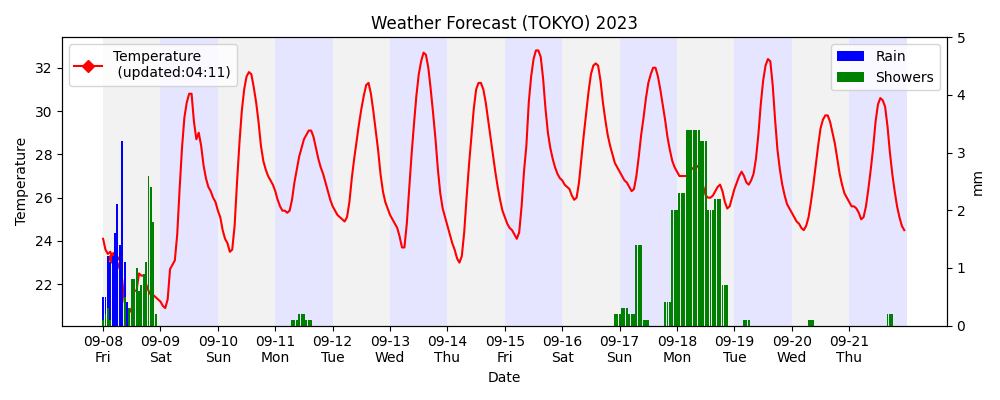 Weather Forecast (TOKYO) 2023
Temperature
(updated:04:11)
Rain
Showers
Temperature
32
30
28
26
24
22
5
4
3
2
1
0
mm
09-08 09-09 09-10 09-11 09-12 09-13 09-14 09-15 09-16 09-17 09-18 09-19 09-20 09-21
Fri Sat Sun Mon Tue Wed Thu Fri Sat Sun Mon Tue Wed Thu
Date